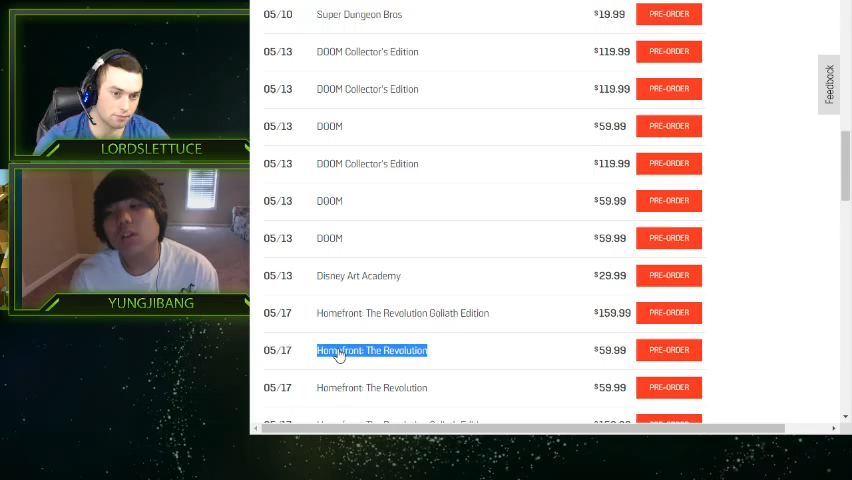 05/10 Super Dungeon Bros $19.99 PRE-ORDER
05/13 DOOM Collector's Edition $119.99 PRE-ORDER
05/13 DOOM Collector's Edition $119.99 PRE-ORDER
05/13 DOOM $59.99 PRE-ORDER
05/13 DOOM Collector's Edition $119.99 PRE-ORDER
05/13 DOOM $59.99 PRE-ORDER
05/13 DOOM $59.99 PRE-ORDER
05/13 Disney Art Academy $29.99 PRE-ORDER
05/17 Homefront: The Revolution Goliath Edition $159.99 PRE-ORDER
05/17 Homefront: The Revolution $59.99 PRE-ORDER
05/17 Homefront: The Revolution $59.99 PRE-ORDER
Feedback
LORDSLETTUCE
YUNGJIBANG